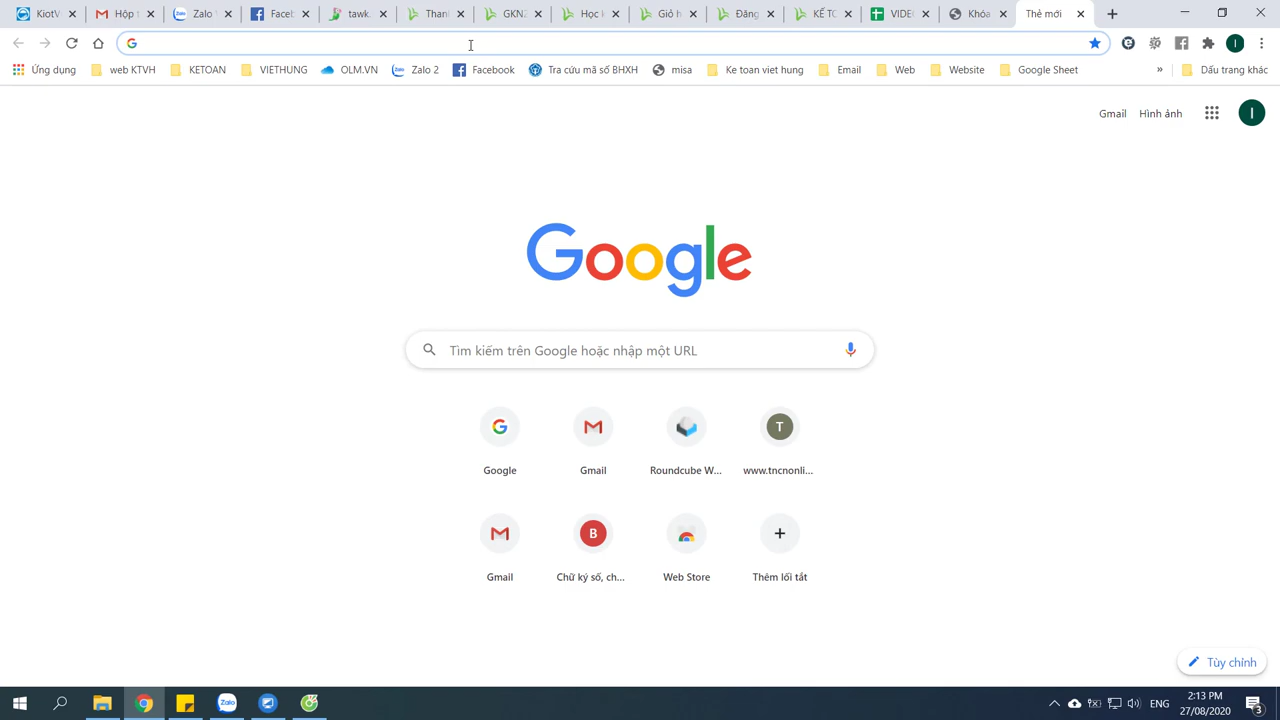 KiotV
Hộp t
Zalo
Faceb
tawk.
Than
GKN2
Học l
Giỏ h
Đăng
KẾ TC
VIDE
Khóa
Thẻ mới
Ứng dụng
web KTVH
KETOAN
VIETHUNG
OLM.VN
Zalo 2
Facebook
Tra cứu mã số BHXH
misa
Ke toan viet hung
Email
Web
Website
Google Sheet
»
Dấu trang khác
Gmail
Hình ảnh
I
Google
Tìm kiếm trên Google hoặc nhập một URL
T
Google
Gmail
Roundcube W...
www.tncnonli...
B
Gmail
Chữ ký số, ch...
Web Store
Thêm lối tắt
Tùy chỉnh
Zalo
ENG
2:13 PM
27/08/2020
3